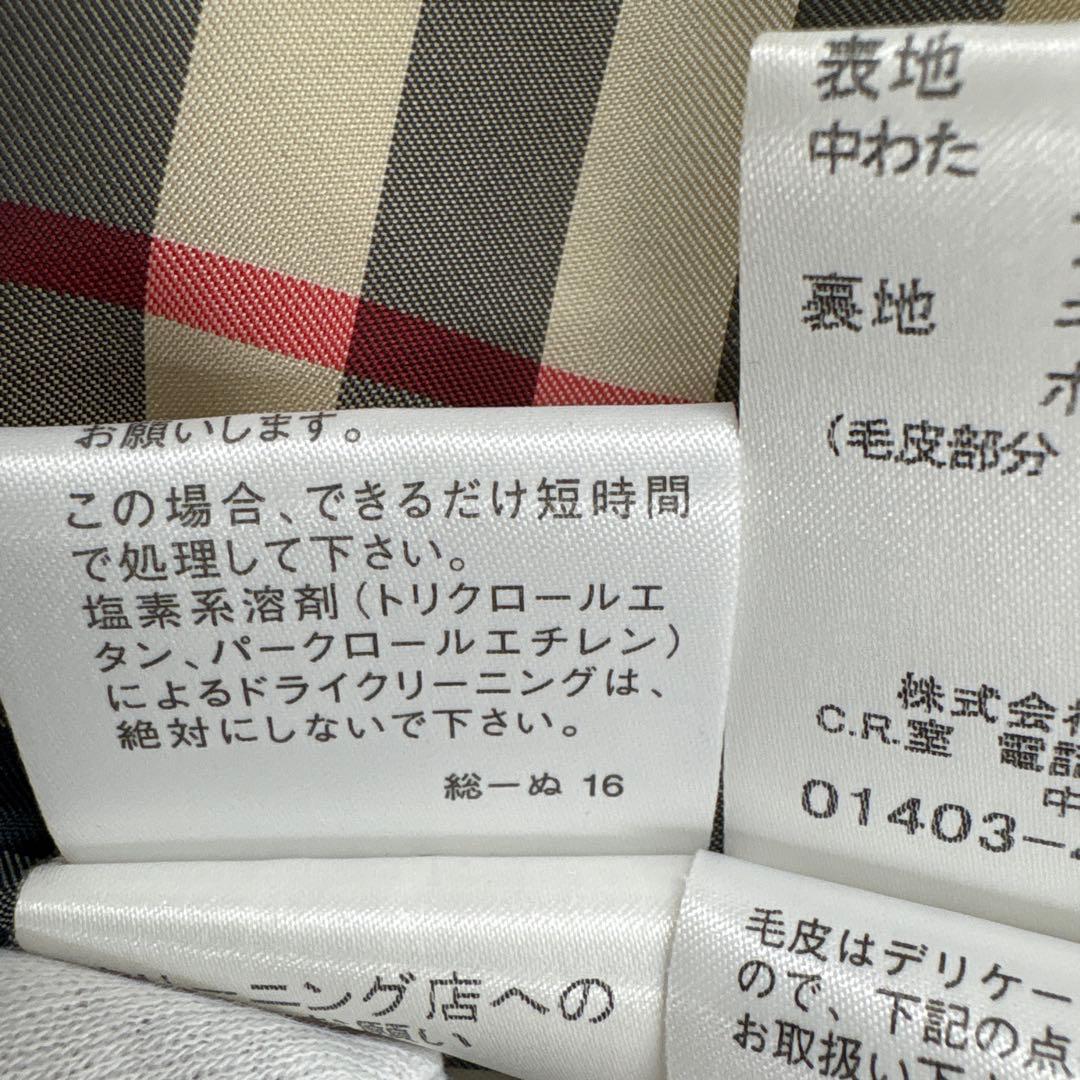 お願いします。
この場合、できるだけ短時間
で処理して下さい。
塩素系溶剤(トリクロールエ
タン、パークロールエチレン)
によるドライクリーニングは、
絶対にしないで下さい。
総ーぬ 16
表地
中わた
裏地
(毛皮部分
株式会社
C.R.室 電話
中
01403-
ーニング店への
毛皮はデリケー
ので、下記の点
お取扱い下